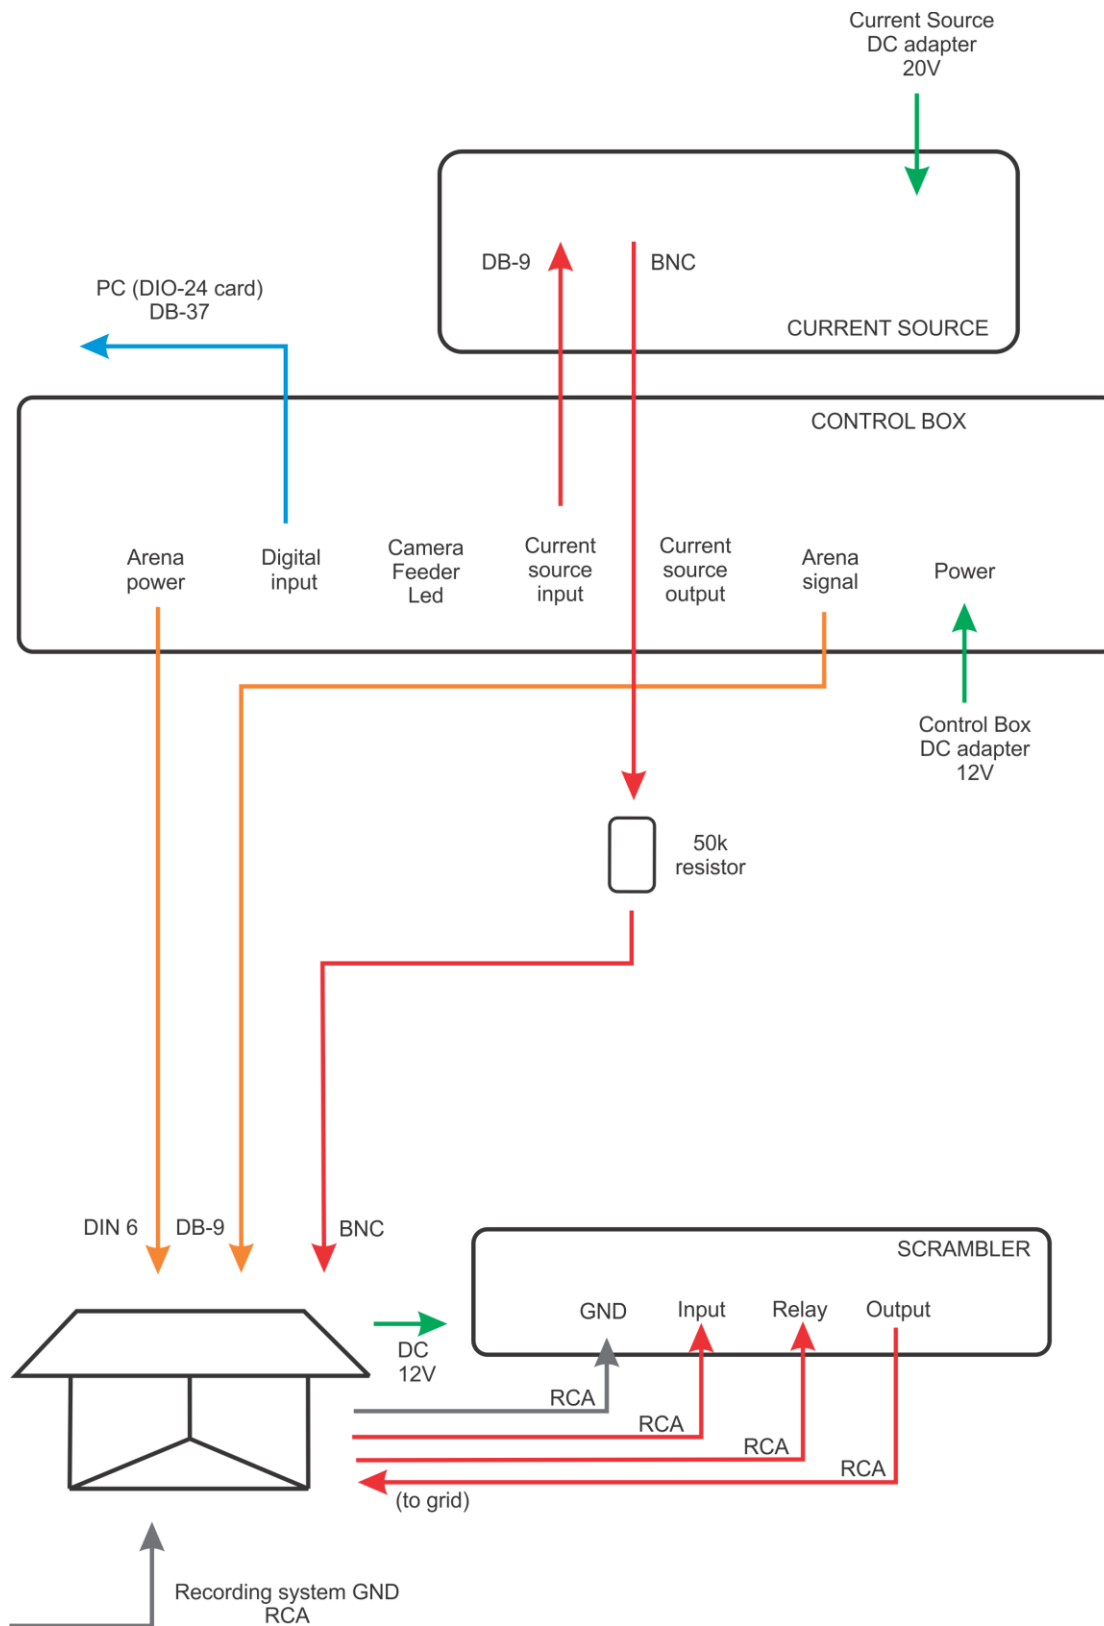 Current Source
DC adapter
20V
DB-9
BNC
CURRENT SOURCE
PC (DIO-24 card)
DB-37
CONTROL BOX
Arena
power
Digital
input
Camera
Feeder
Led
Current
source
input
Current
source
output
Arena
signal
Power
Control Box
DC adapter
12V
50k
resistor
DIN 6
DB-9
BNC
SCRAMBLER
GND
Input
Relay
Output
DC
12V
RCA
RCA
RCA
RCA
(to grid)
Recording system GND
RCA